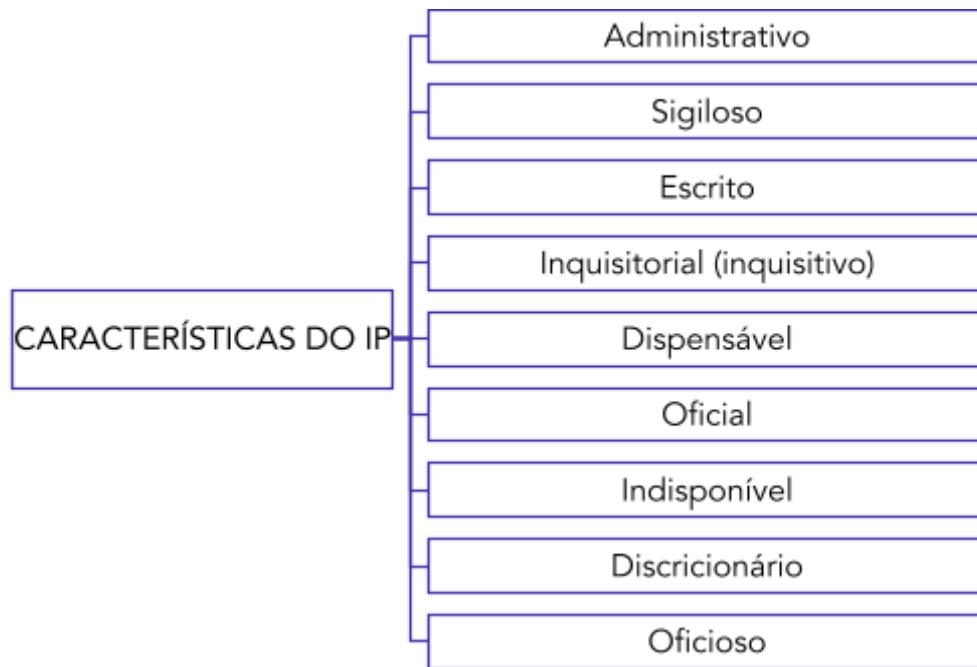 CARACTERÍSTICAS DO IP
Administrativo
Sigiloso
Escrito
Inquisitorial (inquisitivo)
Dispensável
Oficial
Indisponível
Discricionário
Oficioso